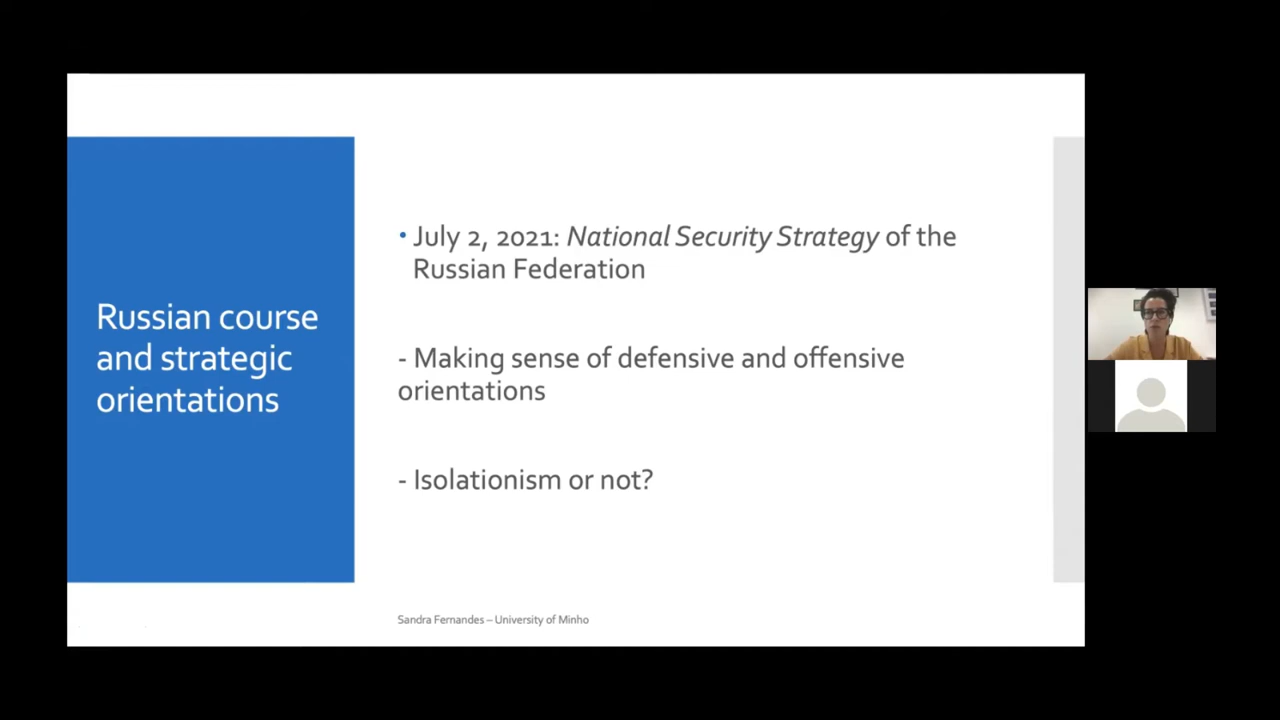 Russian course
and strategic
orientations
• July 2, 2021: National Security Strategy of the
Russian Federation
- Making sense of defensive and offensive
orientations
- Isolationism or not?
Sandra Fernandes – University of Minho